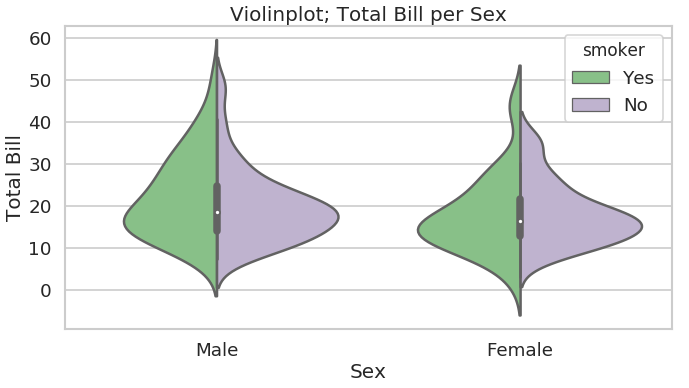 Violinplot; Total Bill per Sex
60
50
40
30
20
10
0
Total Bill
smoker
Yes
No
Male
Female
Sex